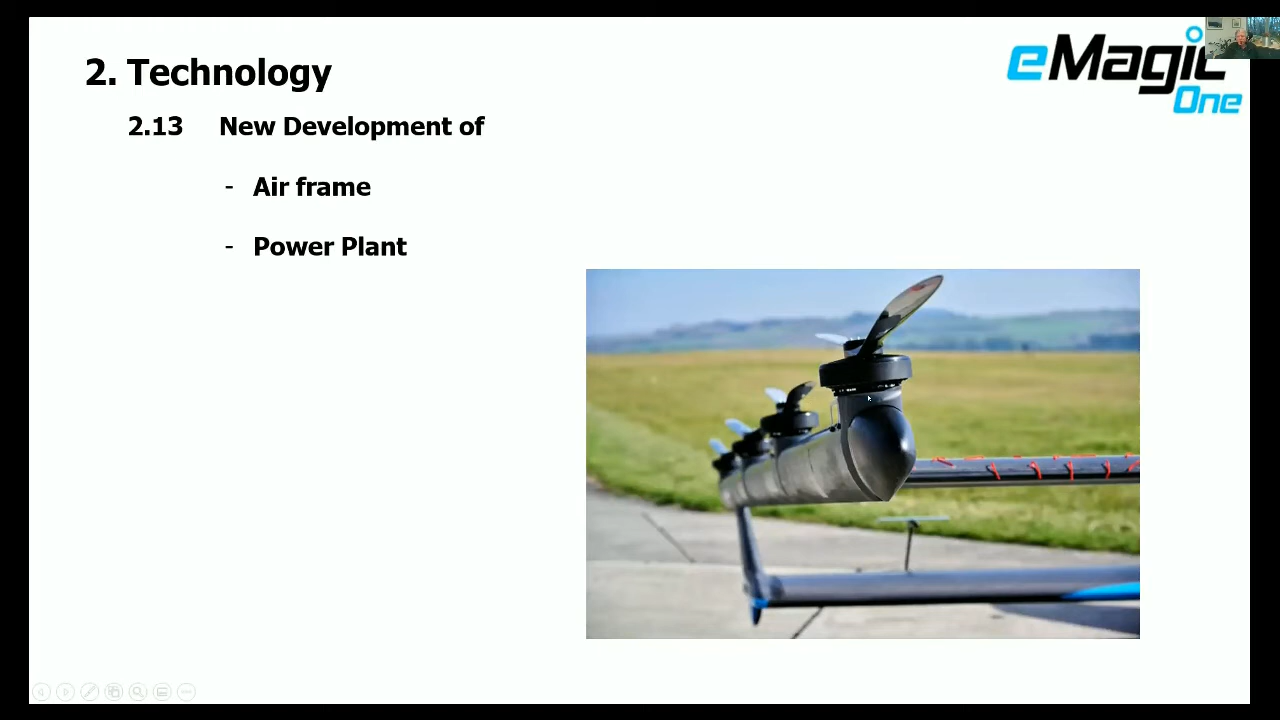 2. Technology
eMagic
One
2.13 New Development of
- Air frame
- Power Plant